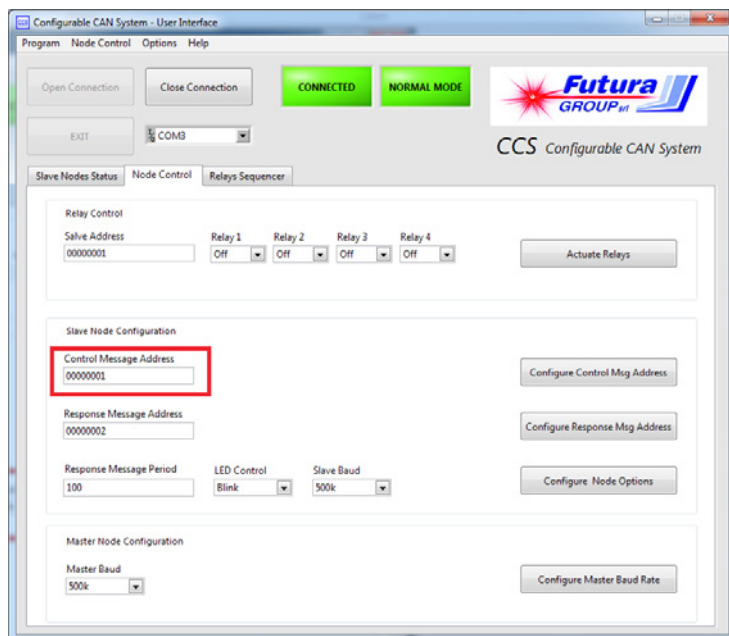 CCS Configurable CAN System - User Interface
Program Node Control Options Help
Open Connection Close Connection CONNECTED NORMAL MODE
Futura
GROUP srl
EXIT COM3
CCS Configurable CAN System
Slave Nodes Status Node Control Relays Sequencer
Relay Control
Salve Address Relay 1 Relay 2 Relay 3 Relay 4
00000001 Off Off Off Off Actuate Relays
Slave Node Configuration
Control Message Address
00000001 Configure Control Msg Address
Response Message Address
00000002 Configure Response Msg Address
Response Message Period LED Control Slave Baud
100 Blink 500k Configure Node Options
Master Node Configuration
Master Baud
500k Configure Master Baud Rate